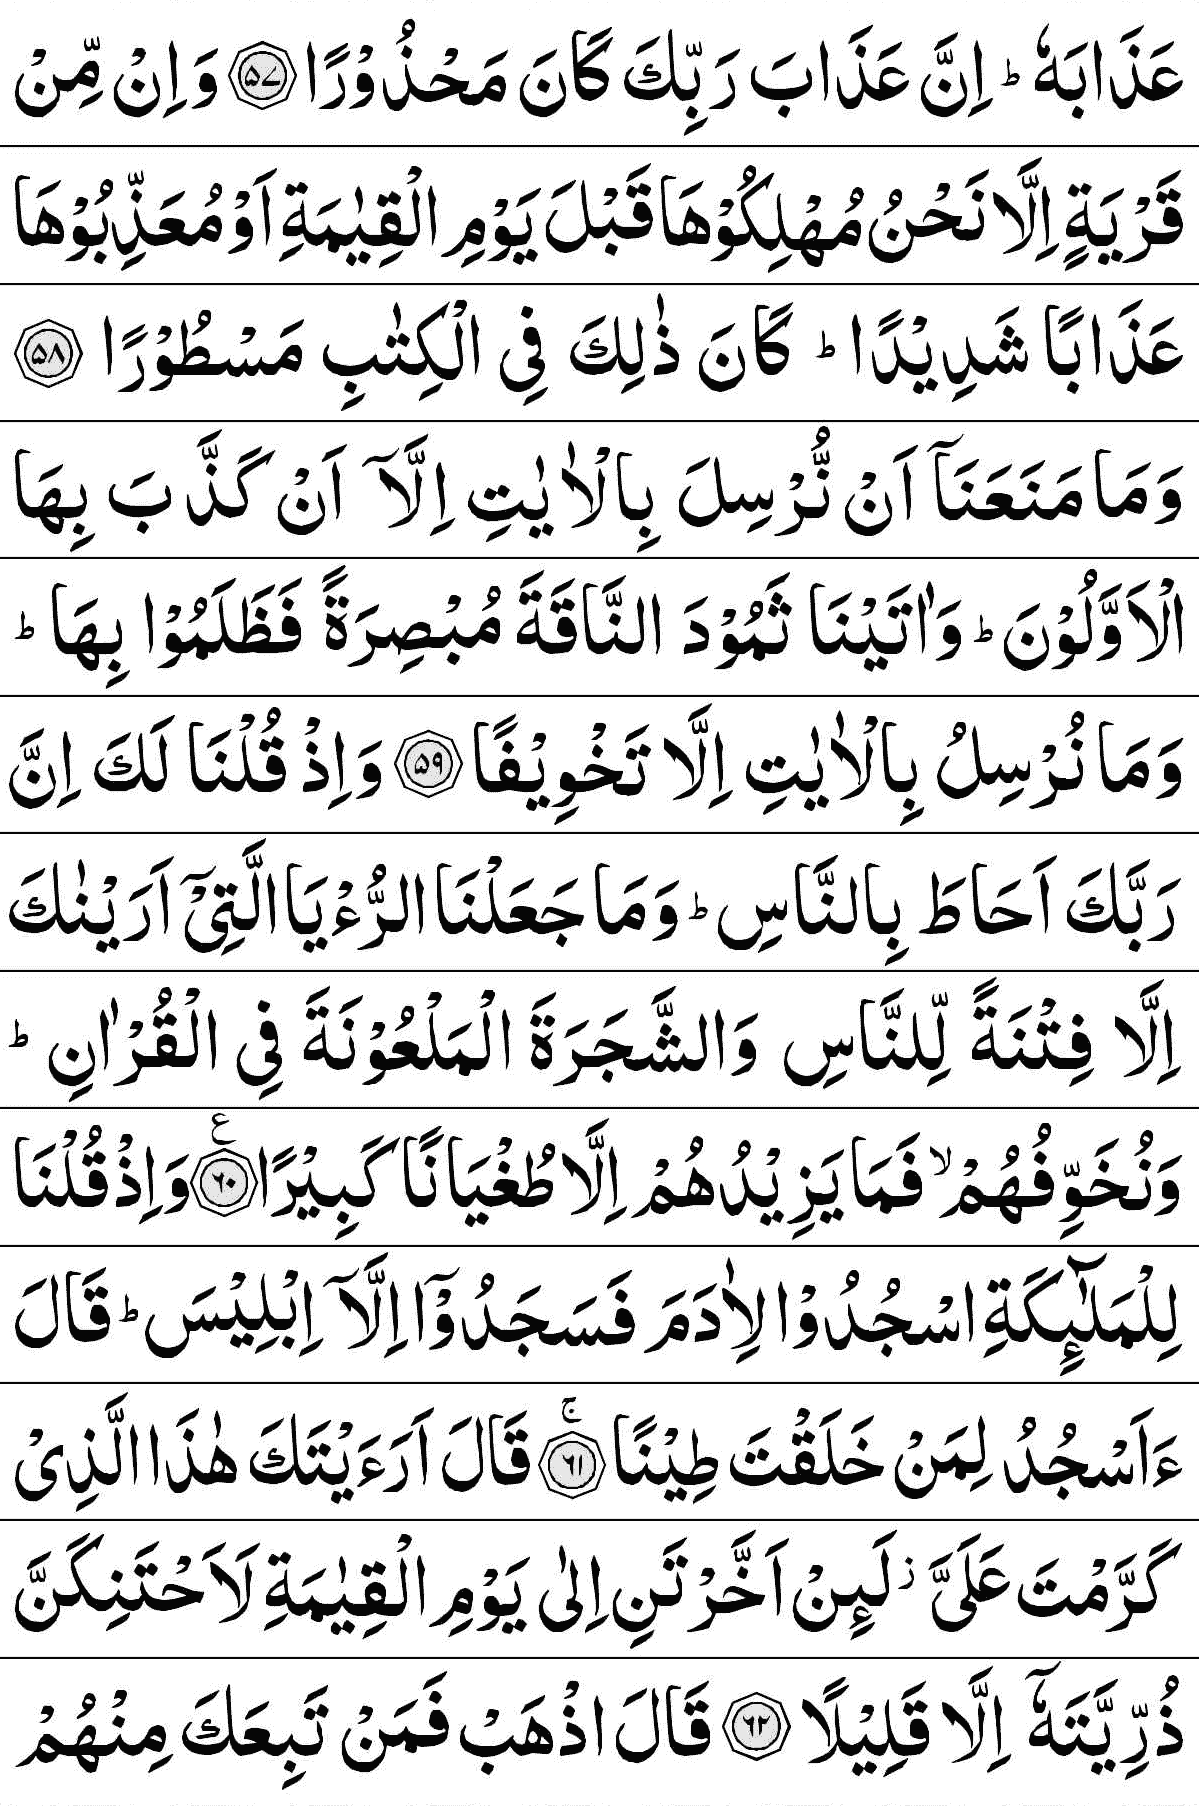 عَذَابَهٗ ؕ اِنَّ عَذَابَ رَبِّكَ كَانَ مَحْذُوْرًا ۝۵۷ وَ اِنْ مِّنْ
قَرْيَةٍ اِلَّا نَحْنُ مُهْلِكُوْهَا قَبْلَ يَوْمِ الْقِيٰمَةِ اَوْ مُعَذِّبُوْهَا
عَذَابًا شَدِيْدًا ؕ كَانَ ذٰلِكَ فِي الْكِتٰبِ مَسْطُوْرًا ۝۵۸
وَ مَا مَنَعَنَاۤ اَنْ نُّرْسِلَ بِالْاٰيٰتِ اِلَّاۤ اَنْ كَذَّبَ بِهَا
الْاَوَّلُوْنَ ؕ وَ اٰتَيْنَا ثَمُوْدَ النَّاقَةَ مُبْصِرَةً فَظَلَمُوْا بِهَا ؕ
وَ مَا نُرْسِلُ بِالْاٰيٰتِ اِلَّا تَخْوِيْفًا ۝۵۹ وَ اِذْ قُلْنَا لَكَ اِنَّ
رَبَّكَ اَحَاطَ بِالنَّاسِ ؕ وَ مَا جَعَلْنَا الرُّءْيَا الَّتِيْۤ اَرَيْنٰكَ
اِلَّا فِتْنَةً لِّلنَّاسِ وَ الشَّجَرَةَ الْمَلْعُوْنَةَ فِي الْقُرْاٰنِ ؕ
وَ نُخَوِّفُهُمْ ۙ فَمَا يَزِيْدُهُمْ اِلَّا طُغْيَانًا كَبِيْرًا ۝۶۰ ع وَ اِذْ قُلْنَا
لِلْمَلٰٓئِكَةِ اسْجُدُوْا لِاٰدَمَ فَسَجَدُوْۤا اِلَّاۤ اِبْلِيْسَ ؕ قَالَ
ءَاَسْجُدُ لِمَنْ خَلَقْتَ طِيْنًا ۝۶۱ ۚ قَالَ اَرَءَيْتَكَ هٰذَا الَّذِيْ
كَرَّمْتَ عَلَيَّ ز لَىِٕنْ اَخَّرْتَنِ اِلٰى يَوْمِ الْقِيٰمَةِ لَاَحْتَنِكَنَّ
ذُرِّيَّتَهٗۤ اِلَّا قَلِيْلًا ۝۶۲ قَالَ اذْهَبْ فَمَنْ تَبِعَكَ مِنْهُمْ